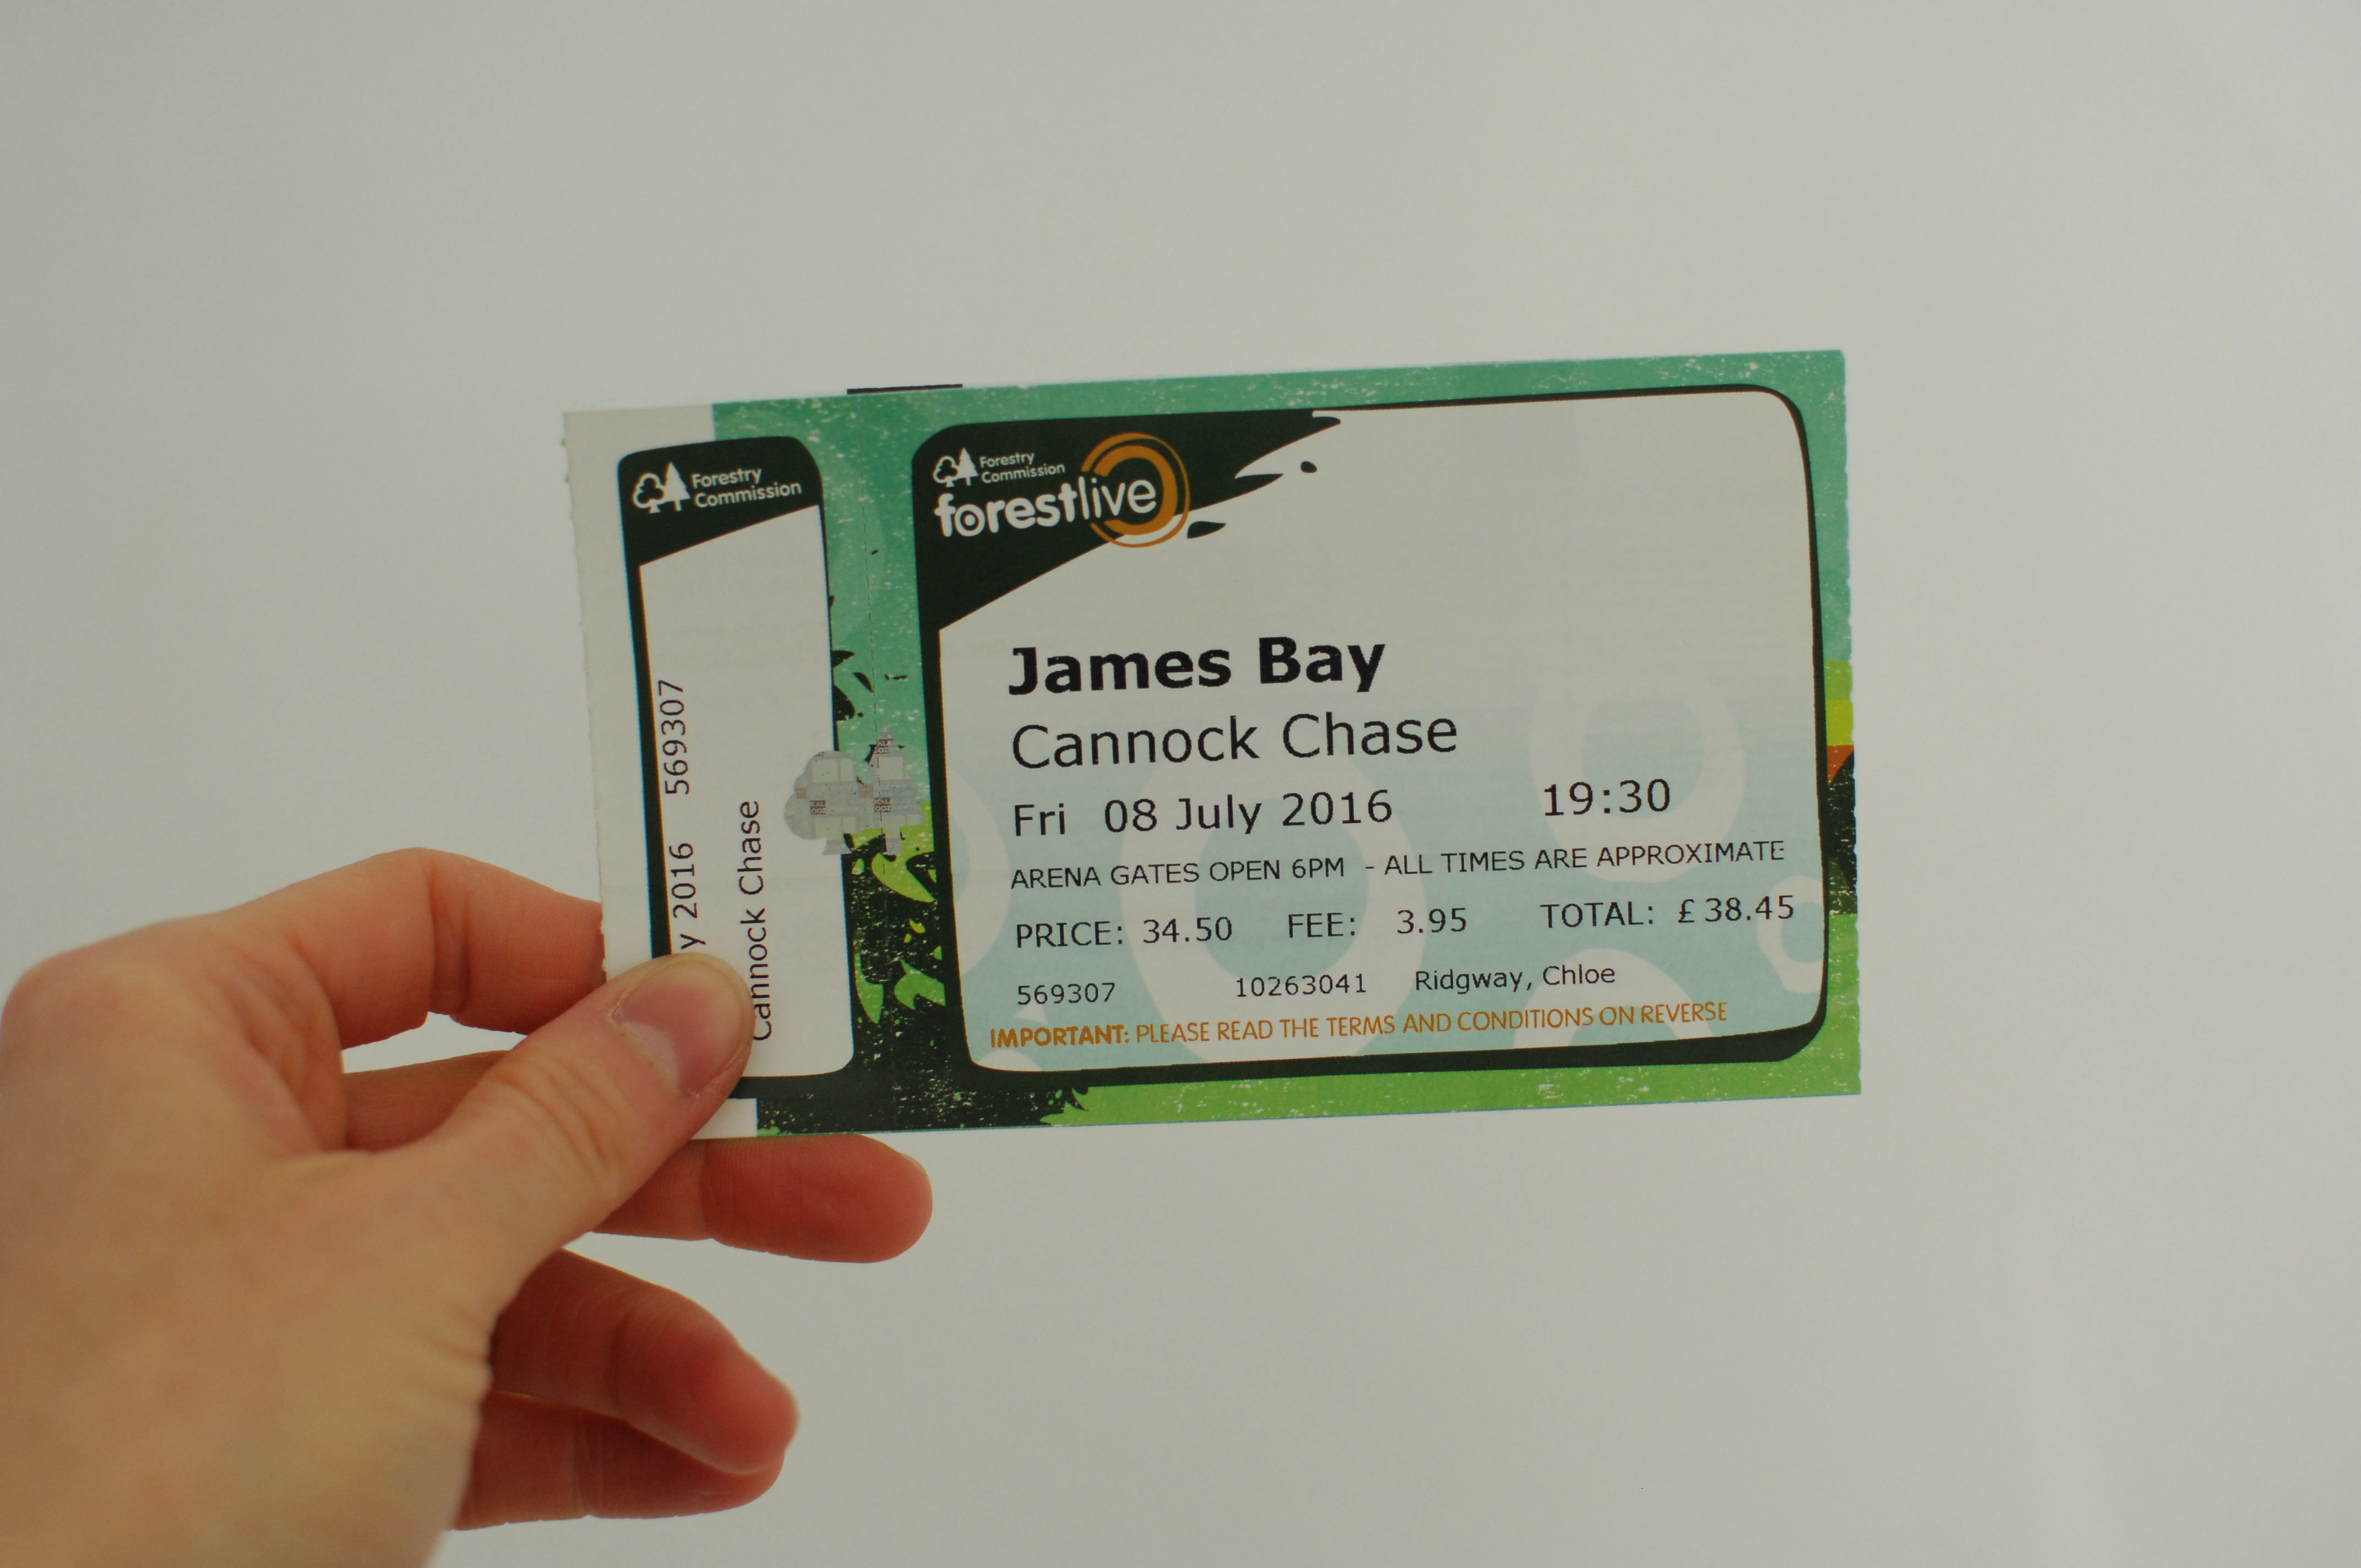 Forestry
Commission
y 2016 569307
Cannock Chase
Forestry
Commission
forestlive
James Bay
Cannock Chase
Fri 08 July 2016 19:30
ARENA GATES OPEN 6PM - ALL TIMES ARE APPROXIMATE
PRICE: 34.50 FEE: 3.95 TOTAL: £38.45
569307 10263041 Ridgway, Chloe
IMPORTANT: PLEASE READ THE TERMS AND CONDITIONS ON REVERSE